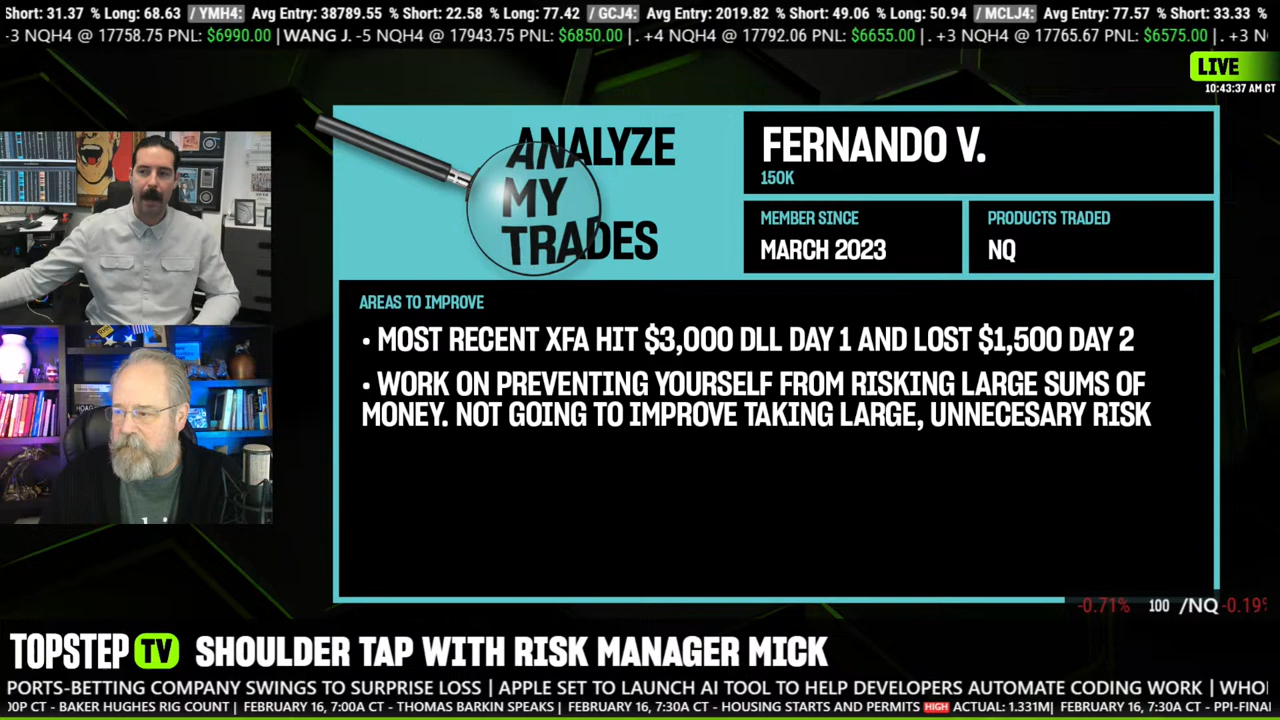 Short: 31.37 % Long: 68.63 / YMH4: Avg Entry: 38789.55 % Short: 22.58 % Long: 77.42 / GCJ4: Avg Entry: 2019.82 % Short: 49.06 % Long: 50.94 / MCLJ4: Avg Entry: 77.57 % Short: 33.33 %
-3 NQH4 @ 17758.75 PNL: $6990.00 | WANG J. -5 NQH4 @ 17943.75 PNL: $6850.00 | . +4 NQH4 @ 17792.06 PNL: $6655.00 | . +3 NQH4 @ 17765.67 PNL: $6575.00 | . +3
LIVE
10:43:37 AM CT
ANALYZE
MY
TRADES
FERNANDO V.
150K
MEMBER SINCE
MARCH 2023
PRODUCTS TRADED
NQ
AREAS TO IMPROVE
• MOST RECENT XFA HIT $3,000 DLL DAY 1 AND LOST $1,500 DAY 2
• WORK ON PREVENTING YOURSELF FROM RISKING LARGE SUMS OF
MONEY. NOT GOING TO IMPROVE TAKING LARGE, UNNECESARY RISK
-0.71% 100 /NQ -0.19
TOPSTEP TV SHOULDER TAP WITH RISK MANAGER MICK
PORTS-BETTING COMPANY SWINGS TO SURPRISE LOSS | APPLE SET TO LAUNCH AI TOOL TO HELP DEVELOPERS AUTOMATE CODING WORK | WHO
00P CT - BAKER HUGHES RIG COUNT | FEBRUARY 16, 7:00A CT - THOMAS BARKIN SPEAKS | FEBRUARY 16, 7:30A CT - HOUSING STARTS AND PERMITS HIGH ACTUAL: 1.331M| FEBRUARY 16, 7:30A CT - PPI-FINA